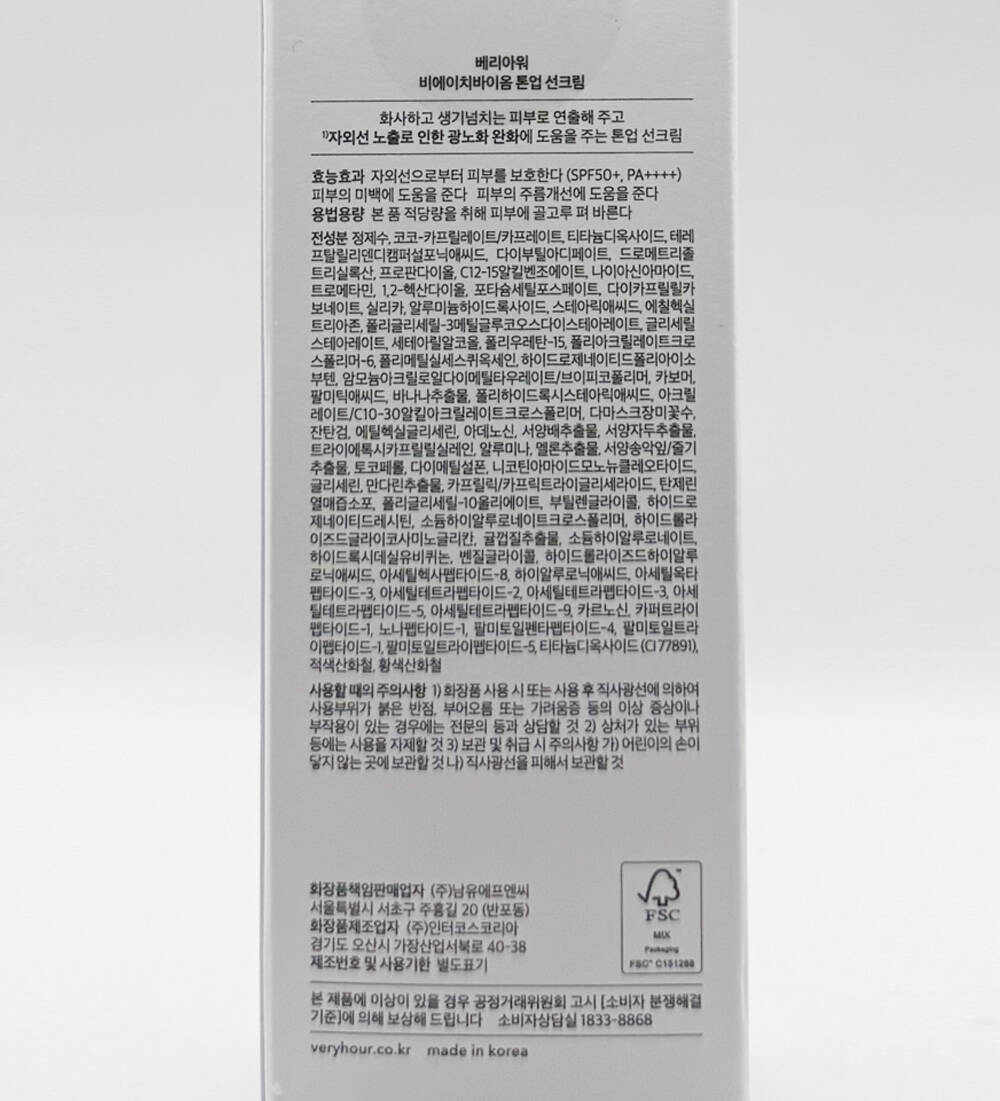 베리아워
비에이치바이옴 톤업 선크림
화사하고 생기넘치는 피부로 연출해 주고
¹⁾자외선 노출로 인한 광노화 완화에 도움을 주는 톤업 선크림
효능효과 자외선으로부터 피부를 보호한다 (SPF50+, PA++++)
피부의 미백에 도움을 준다 피부의 주름개선에 도움을 준다
용법용량 본 품 적당량을 취해 피부에 골고루 펴 바른다
전성분 정제수, 코코-카프릴레이트/카프레이트, 티타늄디옥사이드, 테레
프탈릴리덴디캠퍼설포닉애씨드, 다이부틸아디페이트, 드로메트리졸
트리실록산, 프로판다이올, C12-15알킬벤조에이트, 나이아신아마이드,
트로메타민, 1,2-헥산다이올, 포타슘세틸포스페이트, 다이카프릴릴카
보네이트, 실리카, 알루미늄하이드록사이드, 스테아릭애씨드, 에칠헥실
트리아존, 폴리글리세릴-3메틸글루코오스다이스테아레이트, 글리세릴
스테아레이트, 세테아릴알코올, 폴리우레탄-15, 폴리아크릴레이트크로
스폴리머-6, 폴리메틸실세스퀴옥세인, 하이드로제네이티드폴리아이소
부텐, 암모늄아크릴로일다이메틸타우레이트/브이피코폴리머, 카보머,
팔미틱애씨드, 바나나추출물, 폴리하이드록시스테아릭애씨드, 아크릴
레이트/C10-30알킬아크릴레이트크로스폴리머, 다마스크장미꽃수,
잔탄검, 에틸헥실글리세린, 아데노신, 서양배추출물, 서양자두추출물,
트라이에톡시카프릴릴실레인, 알루미나, 멜론추출물, 서양송악잎/줄기
추출물, 토코페롤, 다이메틸설폰, 니코틴아마이드모노뉴클레오타이드,
글리세린, 만다린추출물, 카프릴릭/카프릭트라이글리세라이드, 탄제린
열매즙소포, 폴리글리세릴-10올리에이트, 부틸렌글라이콜, 하이드로
제네이티드레시틴, 소듐하이알루로네이트크로스폴리머, 하이드롤라
이즈드글라이코사미노글리칸, 귤껍질추출물, 소듐하이알루로네이트,
하이드록시데실유비퀴논, 벤질글라이콜, 하이드롤라이즈드하이알루
로닉애씨드, 아세틸헥사펩타이드-8, 하이알루로닉애씨드, 아세틸옥타
펩타이드-3, 아세틸테트라펩타이드-2, 아세틸테트라펩타이드-3, 아세
틸테트라펩타이드-5, 아세틸테트라펩타이드-9, 카르노신, 카퍼트라이
펩타이드-1, 노나펩타이드-1, 팔미토일펜타펩타이드-4, 팔미토일트라
이펩타이드-1, 팔미토일트라이펩타이드-5, 티타늄디옥사이드 (CI 77891),
적색산화철, 황색산화철
사용할 때의 주의사항 1) 화장품 사용 시 또는 사용 후 직사광선에 의하여
사용부위가 붉은 반점, 부어오름 또는 가려움증 등의 이상 증상이나
부작용이 있는 경우에는 전문의 등과 상담할 것 2) 상처가 있는 부위
등에는 사용을 자제할 것 3) 보관 및 취급 시 주의사항 가) 어린이의 손이
닿지 않는 곳에 보관할 것 나) 직사광선을 피해서 보관할 것
화장품책임판매업자 (주)남유에프엔씨
서울특별시 서초구 주흥길 20 (반포동)
화장품제조업자 (주)인터코스코리아
경기도 오산시 가장산업서북로 40-38
제조번호 및 사용기한 별도표기
FSC
MIX
Packaging
FSC™ C151266
본 제품에 이상이 있을 경우 공정거래위원회 고시 [소비자 분쟁해결
기준]에 의해 보상해 드립니다 소비자상담실 1833-8868
veryhour.co.kr made in korea